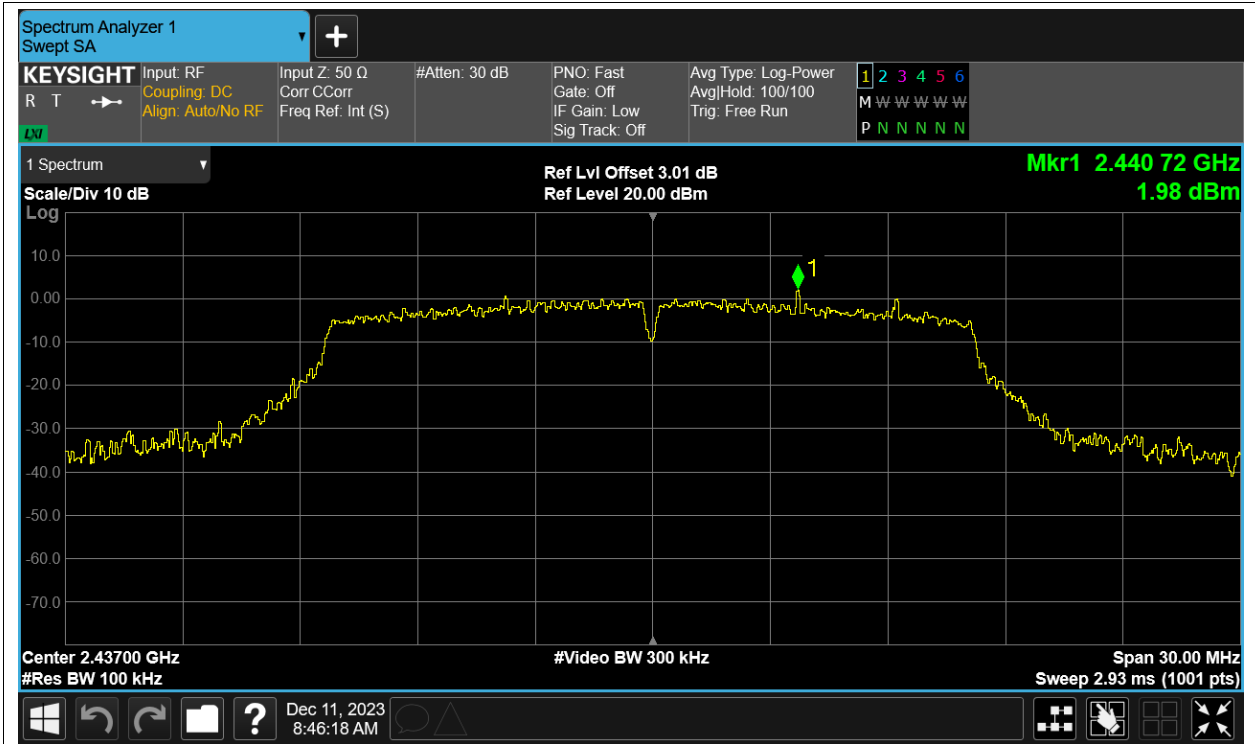 Spectrum Analyzer 1
Swept SA
KEYSIGHT
R T
LXI
Input: RF
Coupling: DC
Align: Auto/No RF
Input Z: 50 Ω
Corr CCorr
Freq Ref: Int (S)
#Atten: 30 dB
PNO: Fast
Gate: Off
IF Gain: Low
Sig Track: Off
Avg Type: Log-Power
Avg|Hold: 100/100
Trig: Free Run
1 2 3 4 5 6
M W W W W W W
P N N N N N N
1 Spectrum
Scale/Div 10 dB
Log
Ref Lvl Offset 3.01 dB
Ref Level 20.00 dBm
Mkr1 2.440 72 GHz
1.98 dBm
1
10.0
0.00
-10.0
-20.0
-30.0
-40.0
-50.0
-60.0
-70.0
Center 2.43700 GHz
#Res BW 100 kHz
#Video BW 300 kHz
Span 30.00 MHz
Sweep 2.93 ms (1001 pts)
?
Dec 11, 2023
8:46:18 AM